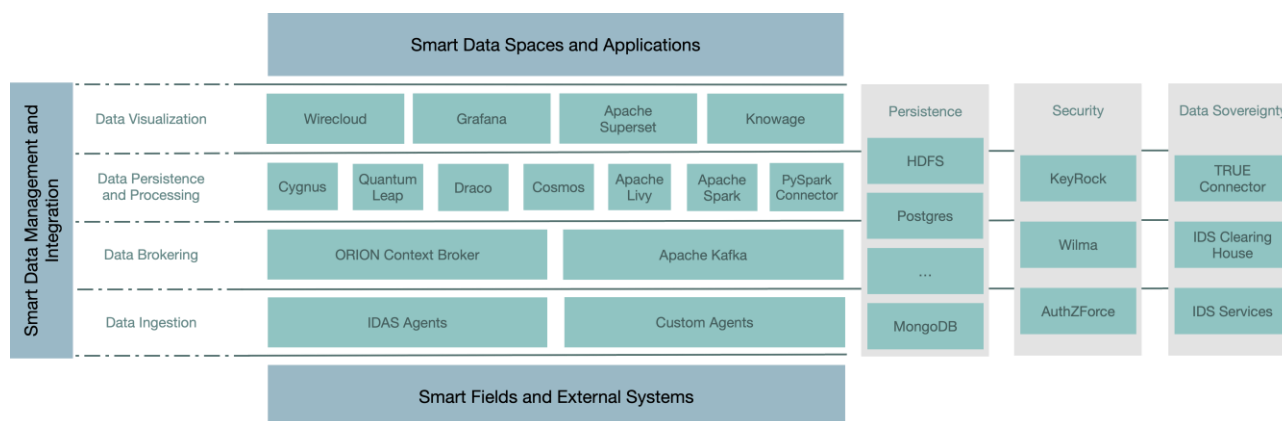 Smart Data Spaces and Applications
Smart Data Management and
Integration
Data Visualization
Wirecloud
Grafana
Apache
Superset
Knowage
Data Persistence
and Processing
Cygnus
Quantum
Leap
Draco
Cosmos
Apache
Livy
Apache
Spark
PySpark
Connector
Data Brokering
ORION Context Broker
Apache Kafka
Data Ingestion
IDAS Agents
Custom Agents
Smart Fields and External Systems
Persistence
HDFS
Postgres
...
MongoDB
Security
KeyRock
Wilma
AuthZForce
Data Sovereignty
TRUE
Connector
IDS Clearing
House
IDS Services